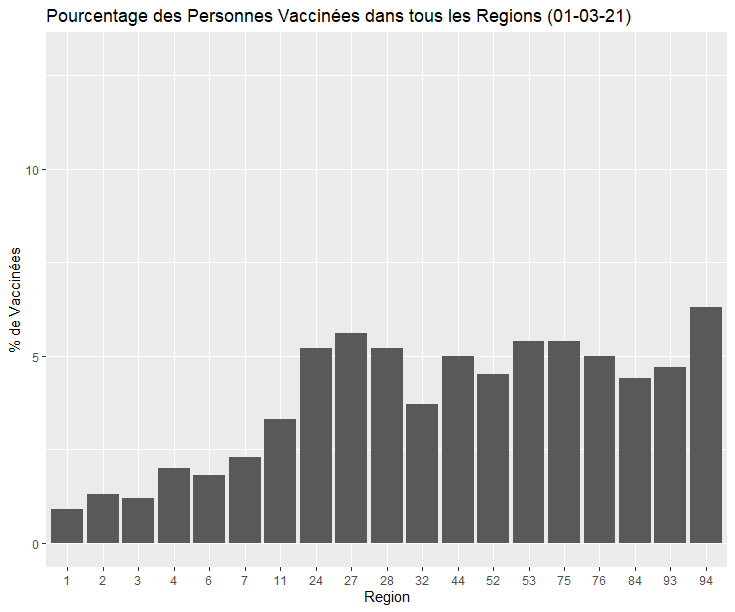 Pourcentage des Personnes Vaccinées dans tous les Regions (01-03-21)
% de Vaccinées
10
5
0
1 2 3 4 6 7 11 24 27 28 32 44 52 53 75 76 84 93 94
Region